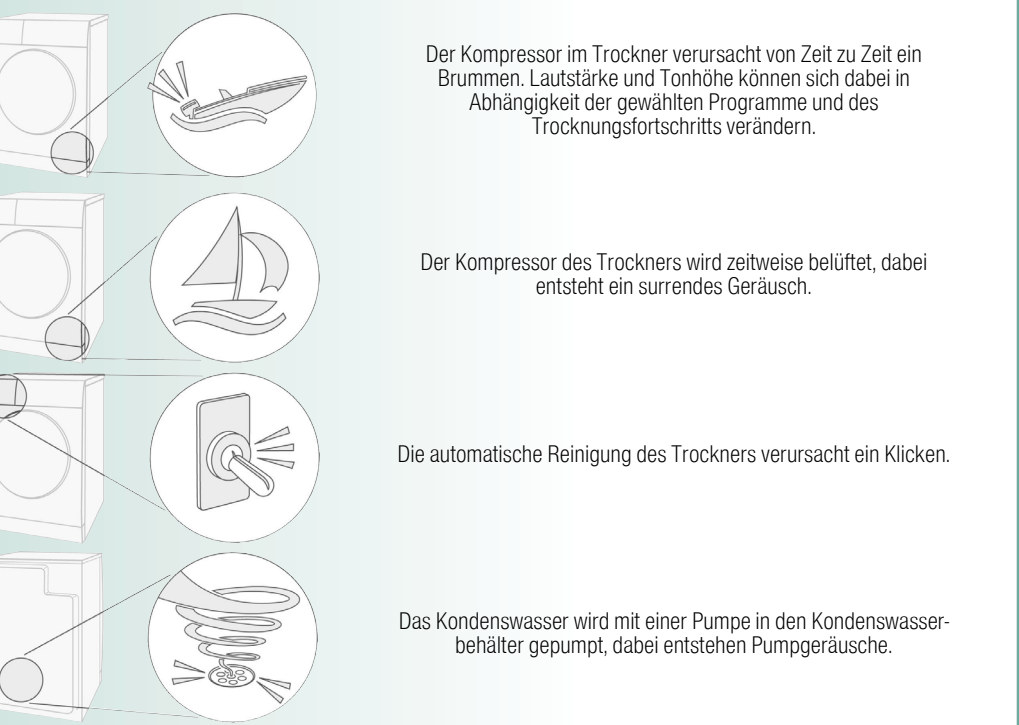 Der Kompressor im Trockner verursacht von Zeit zu Zeit ein
Brummen. Lautstärke und Tonhöhe können sich dabei in
Abhängigkeit der gewählten Programme und des
Trocknungsfortschritts verändern.
Der Kompressor des Trockners wird zeitweise belüftet, dabei
entsteht ein surrendes Geräusch.
Die automatische Reinigung des Trockners verursacht ein Klicken.
Das Kondenswasser wird mit einer Pumpe in den Kondenswasser-
behälter gepumpt, dabei entstehen Pumpgeräusche.